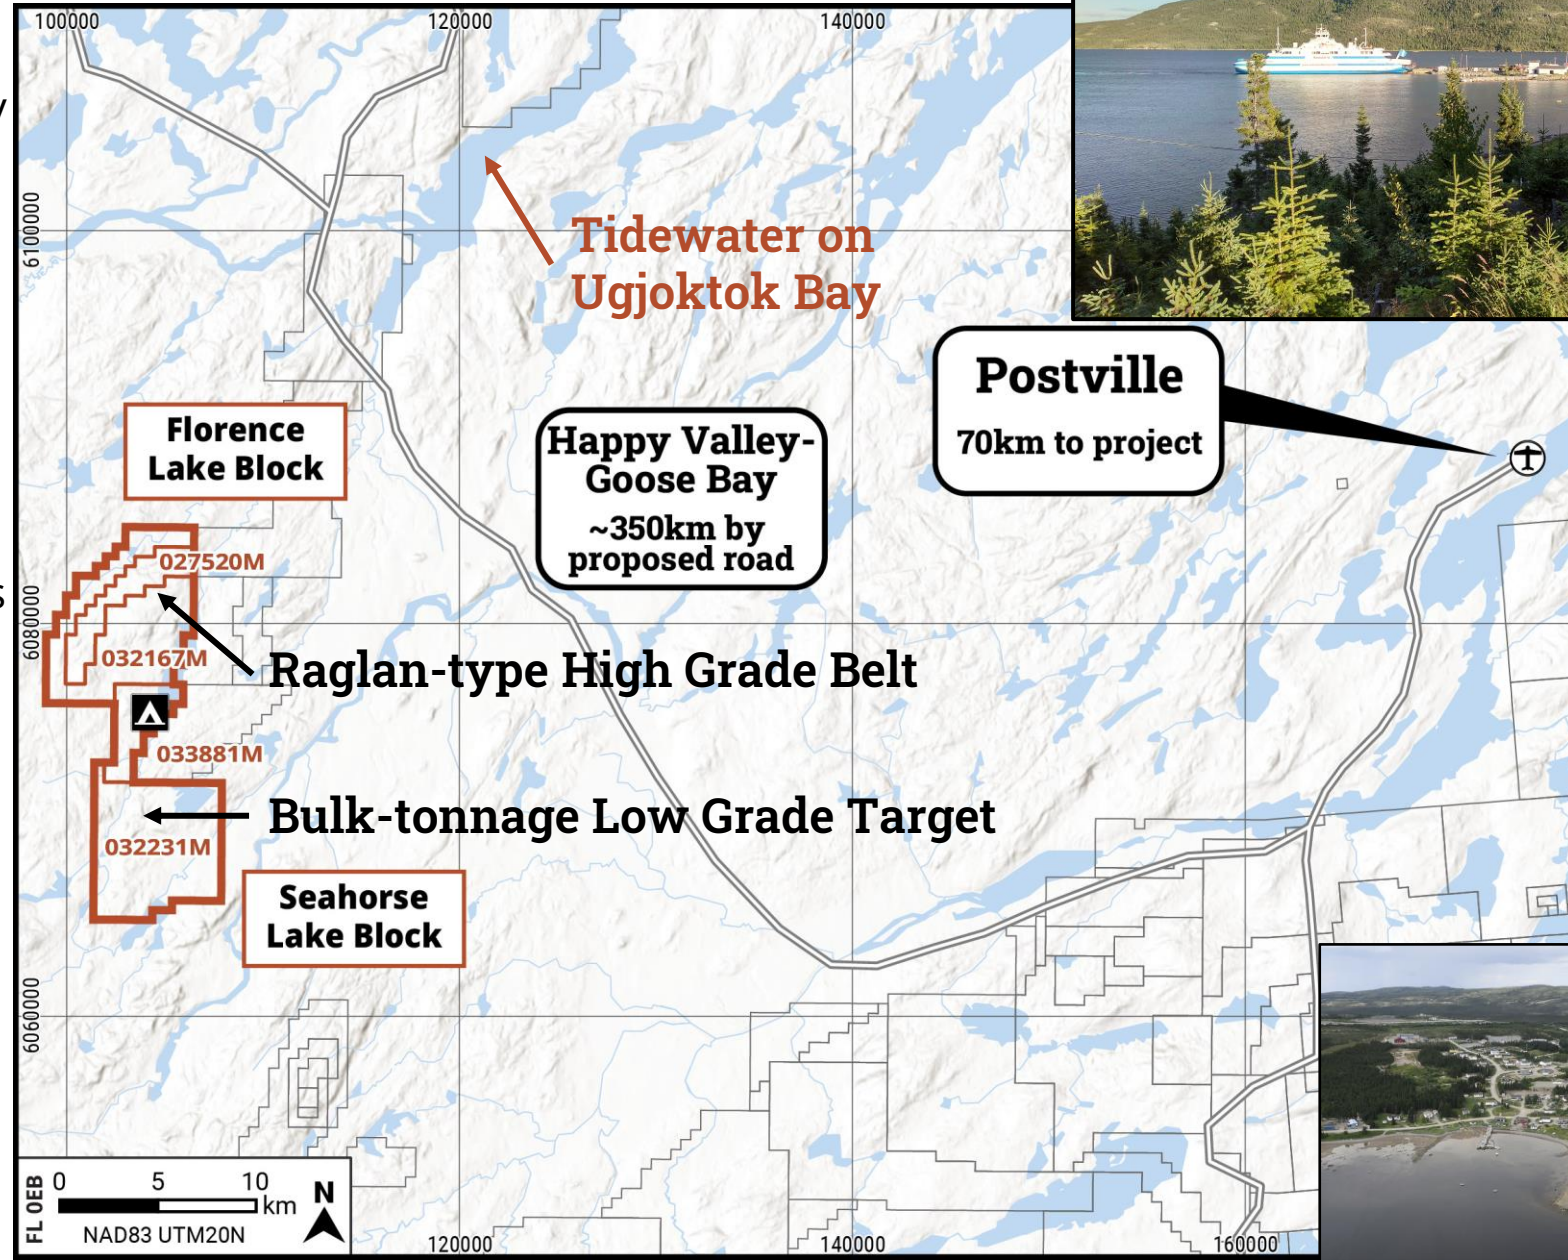 100000
120000
140000
y
6100000
Tidewater on
Ugjoktok Bay
Postville
70km to project
Happy Valley-
Goose Bay
~350km by
proposed road
Florence
Lake Block
027520M
s
6080000
032167M
Raglan-type High Grade Belt
033881M
Bulk-tonnage Low Grade Target
032231M
Seahorse
Lake Block
6060000
FL OEB
0 5 10
km
N
NAD83 UTM20N
120000
140000
160000